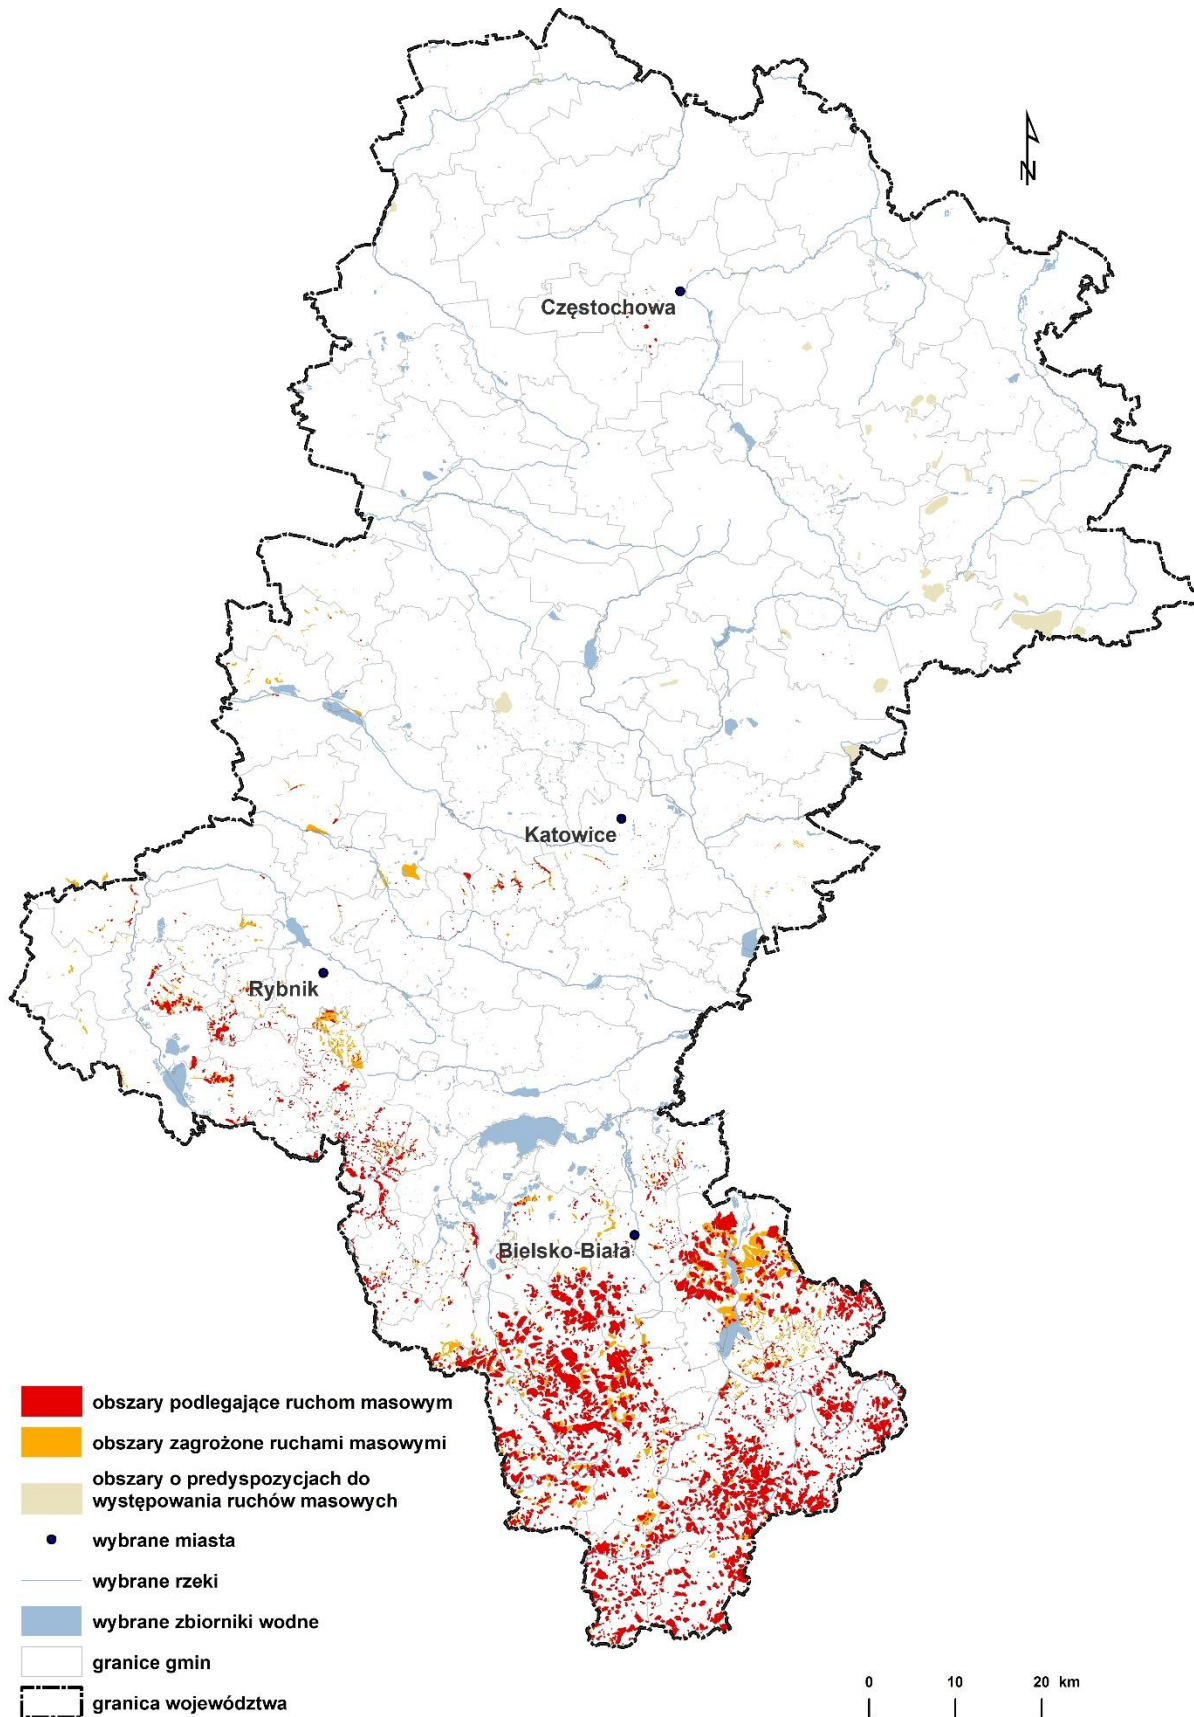 N
Częstochowa
Katowice
Rybnik
Bielsko-Biała
obszary podlegające ruchom masowym
obszary zagrożone ruchami masowymi
obszary o predyspozycjach do
występowania ruchów masowych
wybrane miasta
wybrane rzeki
wybrane zbiorniki wodne
granice gmin
granica województwa
0 10 20 km